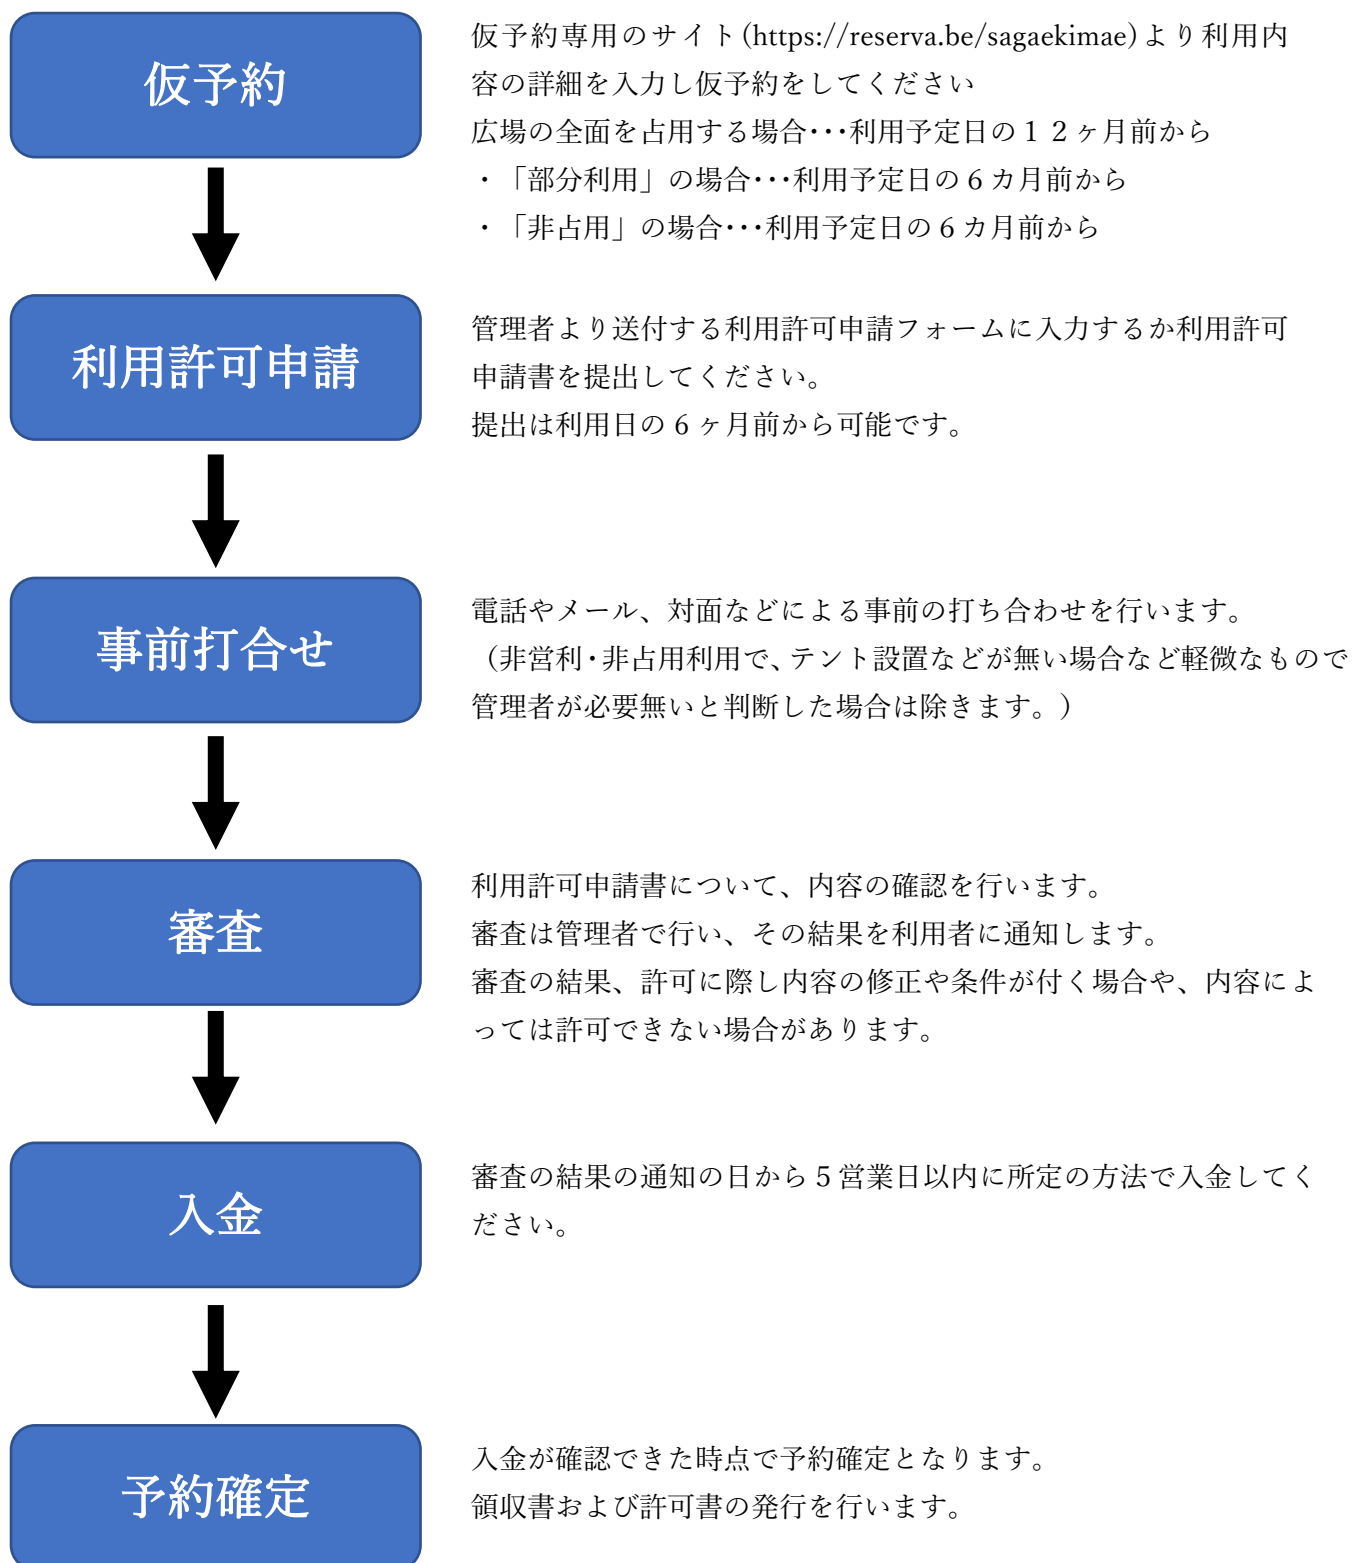 仮予約
仮予約専用のサイト(https://reserva.be/sagaekimae)より利用内
容の詳細を入力し仮予約をしてください
広場の全面を占用する場合･･･利用予定日の１２ヶ月前から
・「部分利用」の場合･･･利用予定日の６カ月前から
・「非占用」の場合･･･利用予定日の６カ月前から
利用許可申請
管理者より送付する利用許可申請フォームに入力するか利用許可
申請書を提出してください。
提出は利用日の６ヶ月前から可能です。
事前打合せ
電話やメール、対面などによる事前の打ち合わせを行います。
（非営利･非占用利用で、テント設置などが無い場合など軽微なもので
管理者が必要無いと判断した場合は除きます。）
審査
利用許可申請書について、内容の確認を行います。
審査は管理者で行い、その結果を利用者に通知します。
審査の結果、許可に際し内容の修正や条件が付く場合や、内容によ
っては許可できない場合があります。
入金
審査の結果の通知の日から５営業日以内に所定の方法で入金してく
ださい。
予約確定
入金が確認できた時点で予約確定となります。
領収書および許可書の発行を行います。